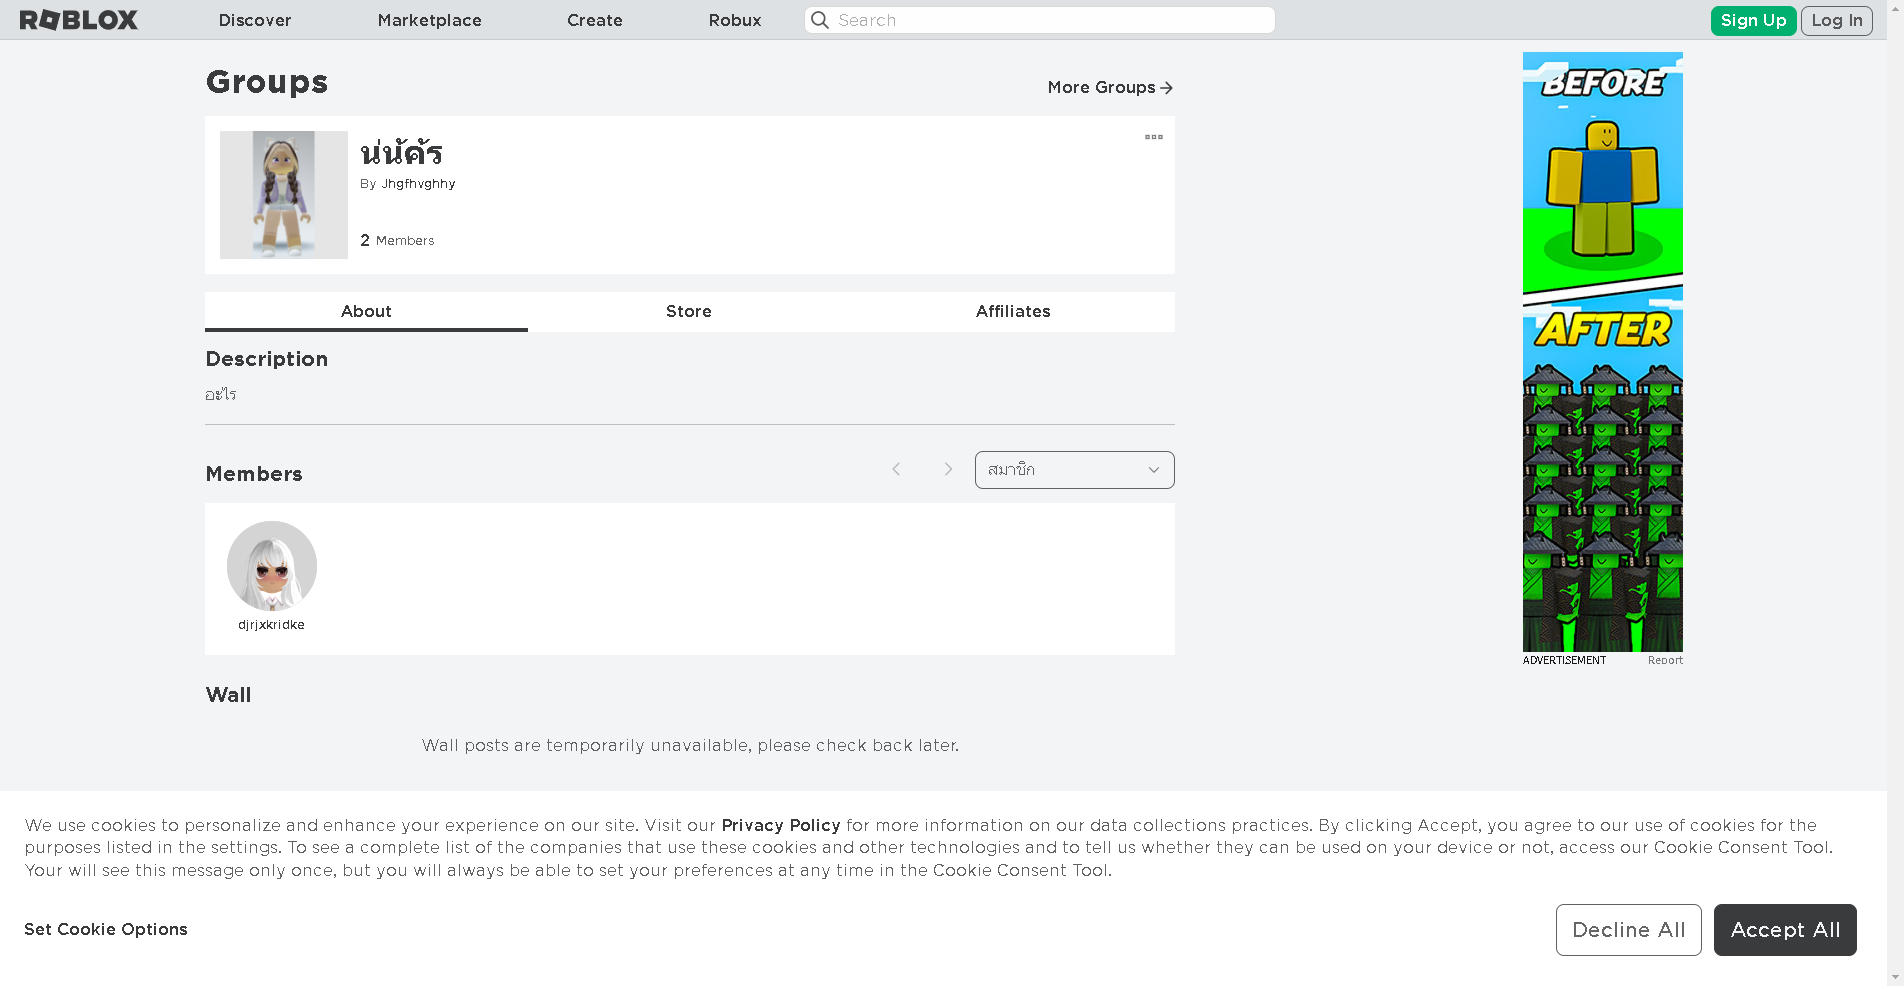 ROBLOX
Discover
Marketplace
Create
Robux
Search
Sign Up
Log In
Groups
More Groups
น่น้ค้ร
By Jhgfhvghhy
2 Members
About
Store
Affiliates
Description
อะไร
Members
สมาชิก
djrjxkridke
Wall
Wall posts are temporarily unavailable, please check back later.
BEFORE
AFTER
ADVERTISEMENT
Report
We use cookies to personalize and enhance your experience on our site. Visit our Privacy Policy for more information on our data collections practices. By clicking Accept, you agree to our use of cookies for the
purposes listed in the settings. To see a complete list of the companies that use these cookies and other technologies and to tell us whether they can be used on your device or not, access our Cookie Consent Tool.
Your will see this message only once, but you will always be able to set your preferences at any time in the Cookie Consent Tool.
Set Cookie Options
Decline All
Accept All